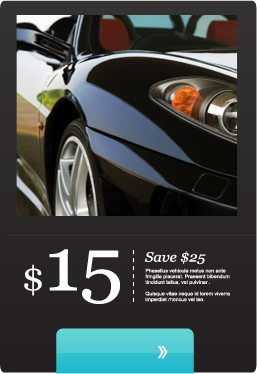 $15
Save $25
Phasellus vehicula metus non ante
fringilla placerat. Praesent bibendum
tincidunt tellus, vel pulvinar.
Quisque vitae neque id lorem viverra
imperdiet rhoncus vel leo.
»